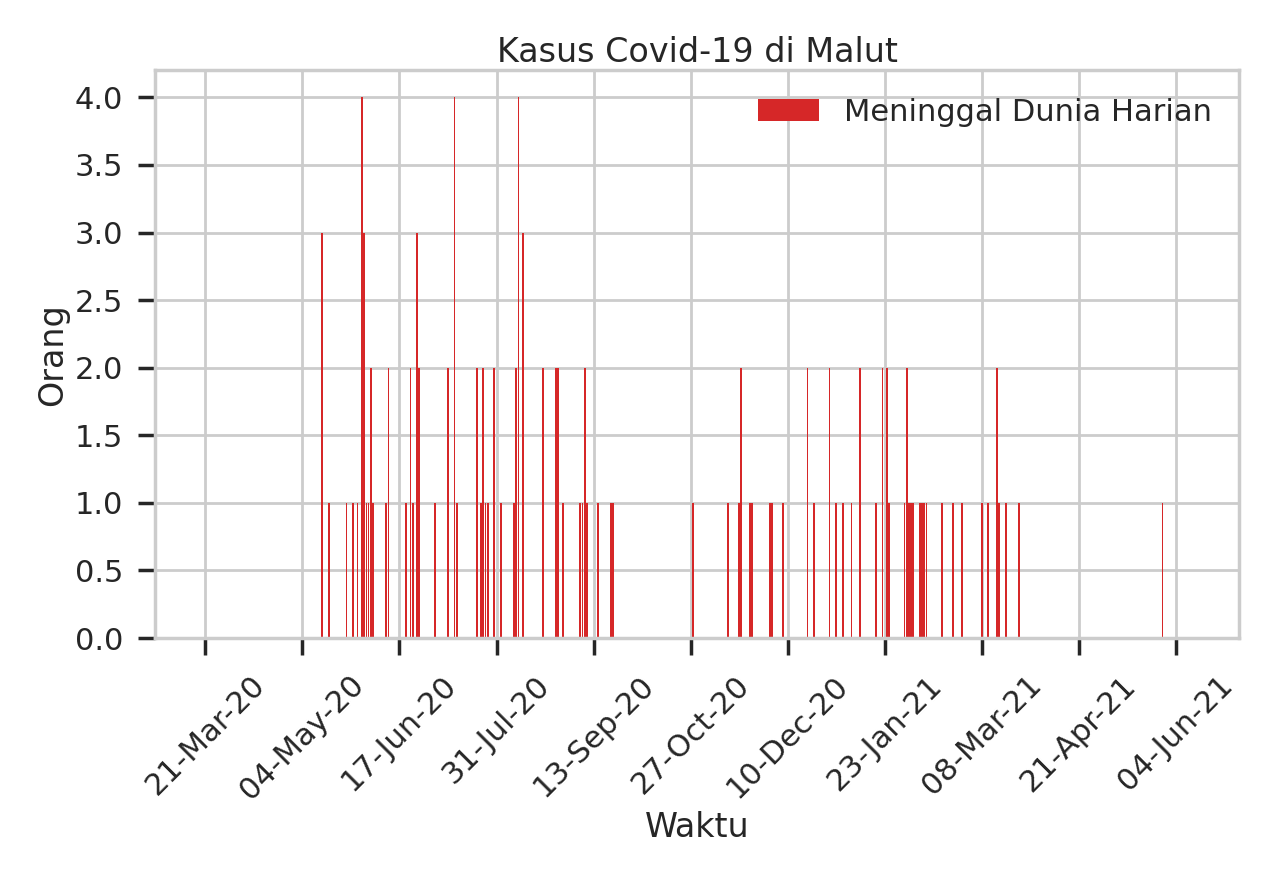 Kasus Covid-19 di Malut
Meninggal Dunia Harian
Orang
4.0
3.5
3.0
2.5
2.0
1.5
1.0
0.5
0.0
21-Mar-20
04-May-20
17-Jun-20
31-Jul-20
13-Sep-20
27-Oct-20
10-Dec-20
23-Jan-21
08-Mar-21
21-Apr-21
04-Jun-21
Waktu